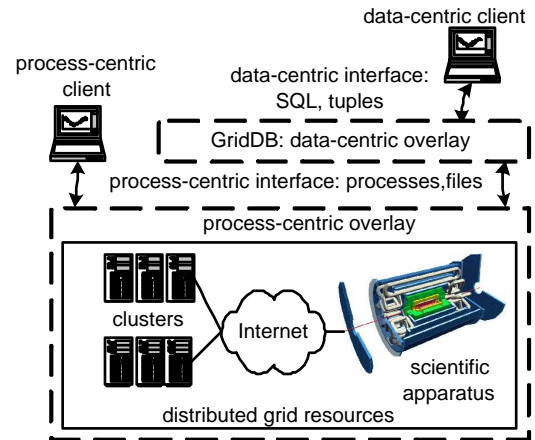 data-centric client
process-centric
client
data-centric interface:
SQL, tuples
GridDB: data-centric overlay
process-centric interface: processes,files
process-centric overlay
clusters
Internet
scientific
apparatus
distributed grid resources